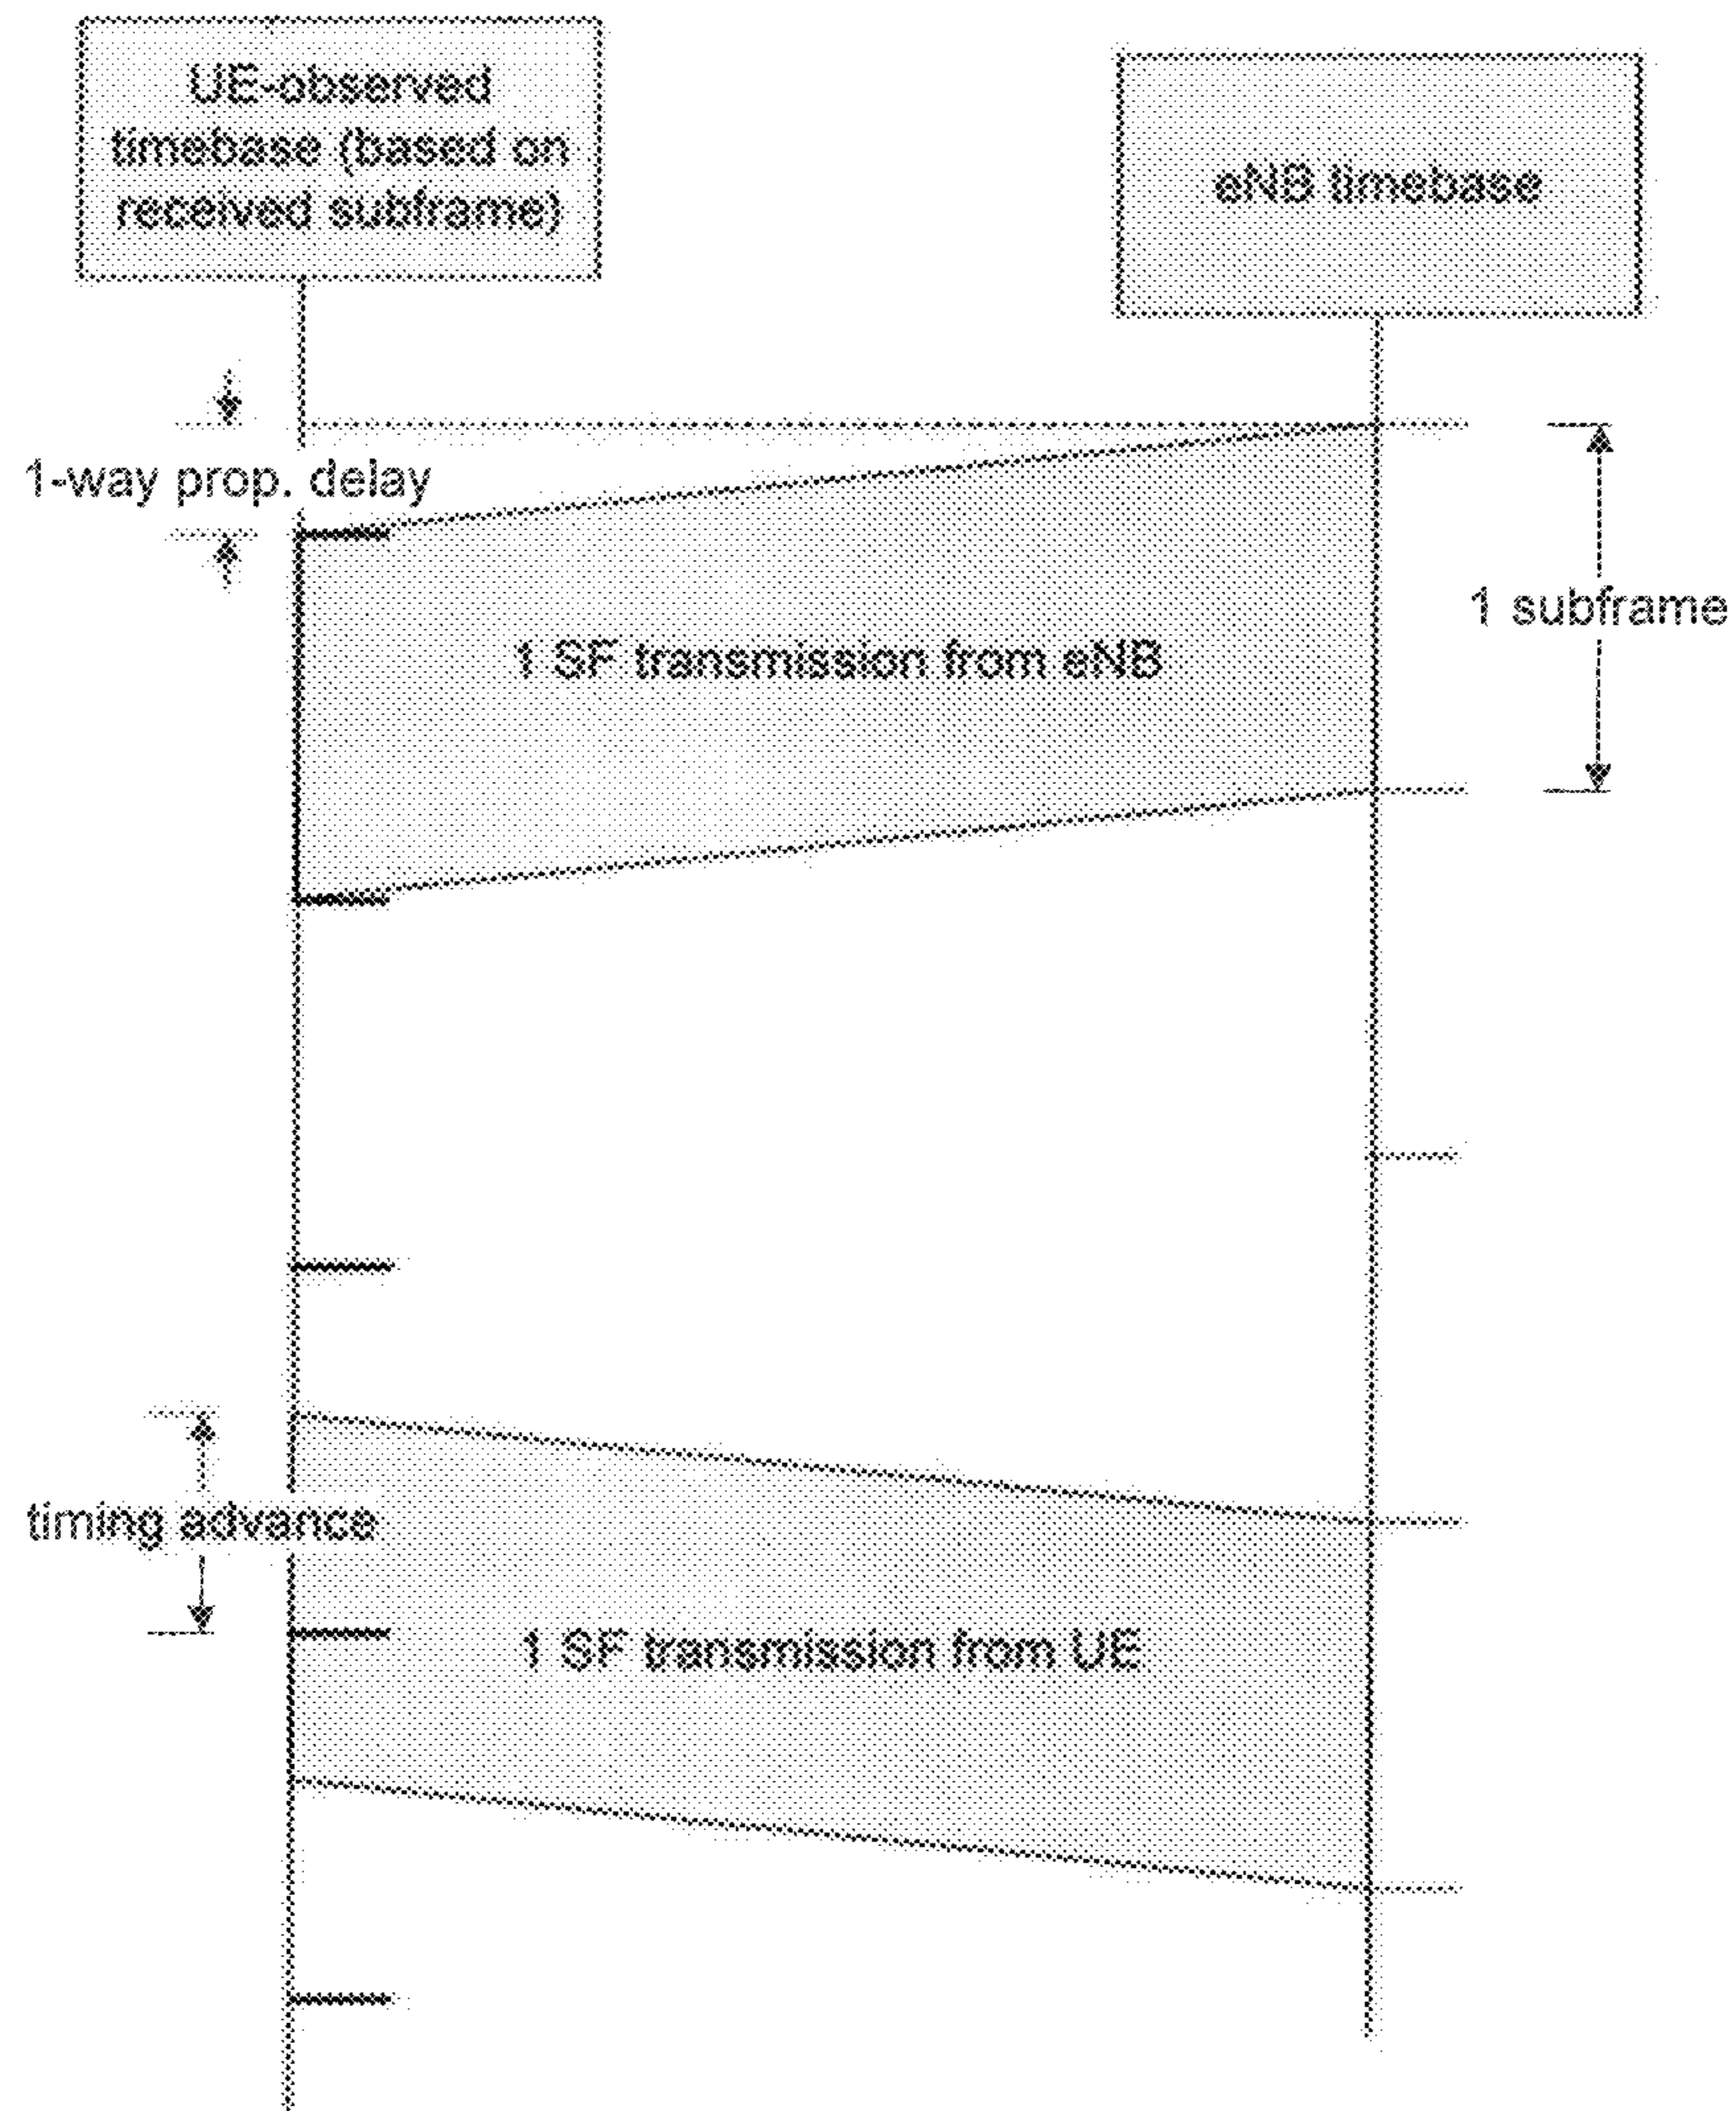 UE-observed
timebase (based on
received subframe)
eNB timebase
1-way prop. delay
1 subframe
1 SF transmission from eNB
timing advance
1 SF transmission from UE